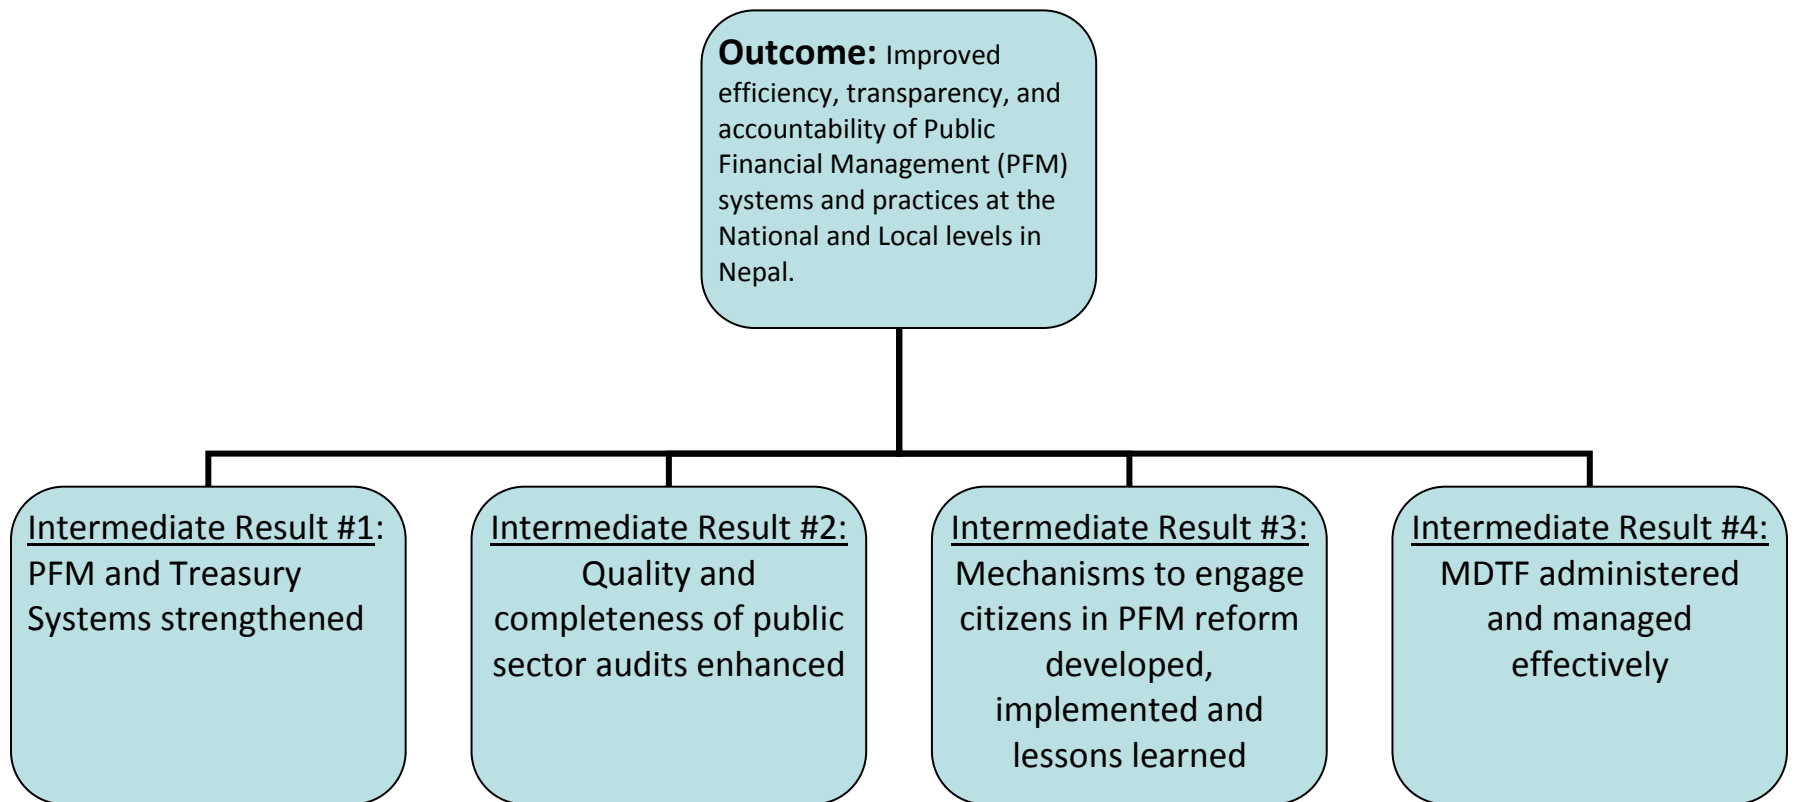 Outcome: Improved
efficiency, transparency, and
accountability of Public
Financial Management (PFM)
systems and practices at the
National and Local levels in
Nepal.
Intermediate Result #1:
PFM and Treasury
Systems strengthened
Intermediate Result #2:
Quality and
completeness of public
sector audits enhanced
Intermediate Result #3:
Mechanisms to engage
citizens in PFM reform
developed,
implemented and
lessons learned
Intermediate Result #4:
MDTF administered
and managed
effectively